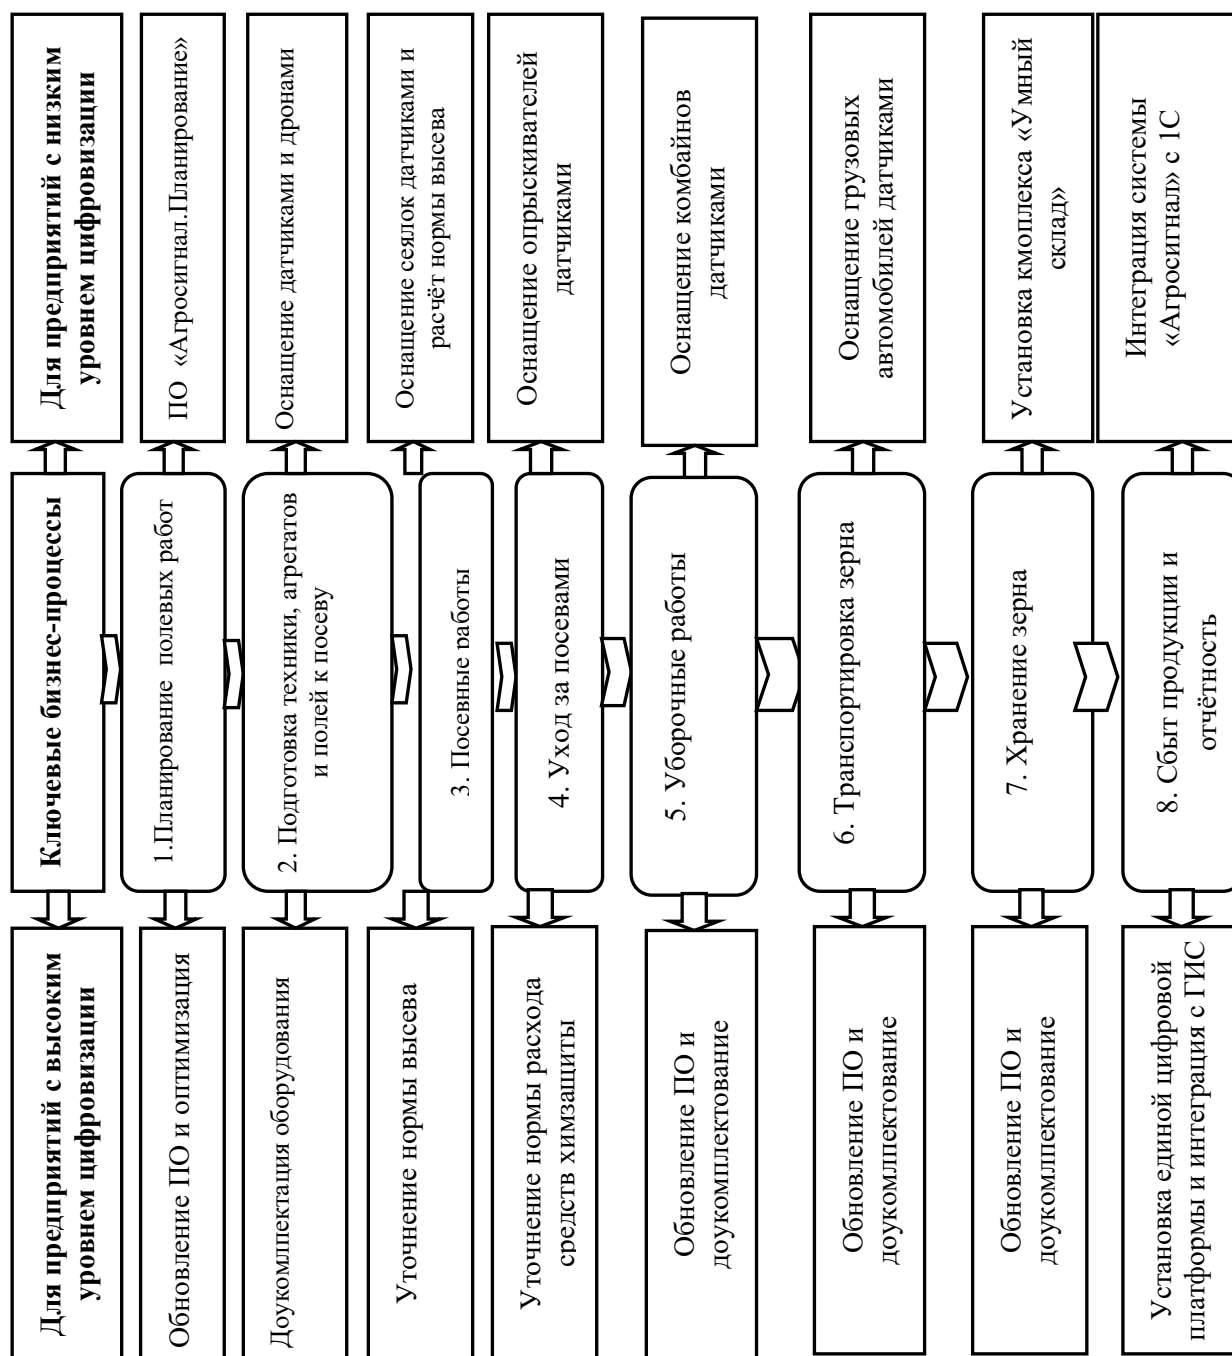 Для предприятий с высоким
уровнем цифровизации
Ключевые бизнес-процессы
Для предприятий с низким
уровнем цифровизации
Обновление ПО и оптимизация
1.Планирование полевых работ
ПО «Агросигнал.Планирование»
Доукомлпектация оборудования
2. Подготовка техники, агрегатов
и полей к посеву
Оснащение датчиками и дронами
Уточнение нормы высева
3. Посевные работы
Оснащение сеялок датчиками и
расчёт нормы высева
Уточнение нормы расхода
средств химзащиты
4. Уход за посевами
Оснащение опрыскивателей
датчиками
Обновление ПО и
доукомлпектование
5. Уборочные работы
Оснащение комбайнов
датчиками
Обновление ПО и
доукомлпектование
6. Транспортировка зерна
Оснащение грузовых
автомобилей датчиками
Обновление ПО и
доукомлпектование
7. Хранение зерна
Установка кмоплекса «Умный
склад»
Установка единой цифровой
платформы и интеграция с ГИС
8. Сбыт продукции и
отчётность
Интеграция системы
«Агросигнал» с 1С